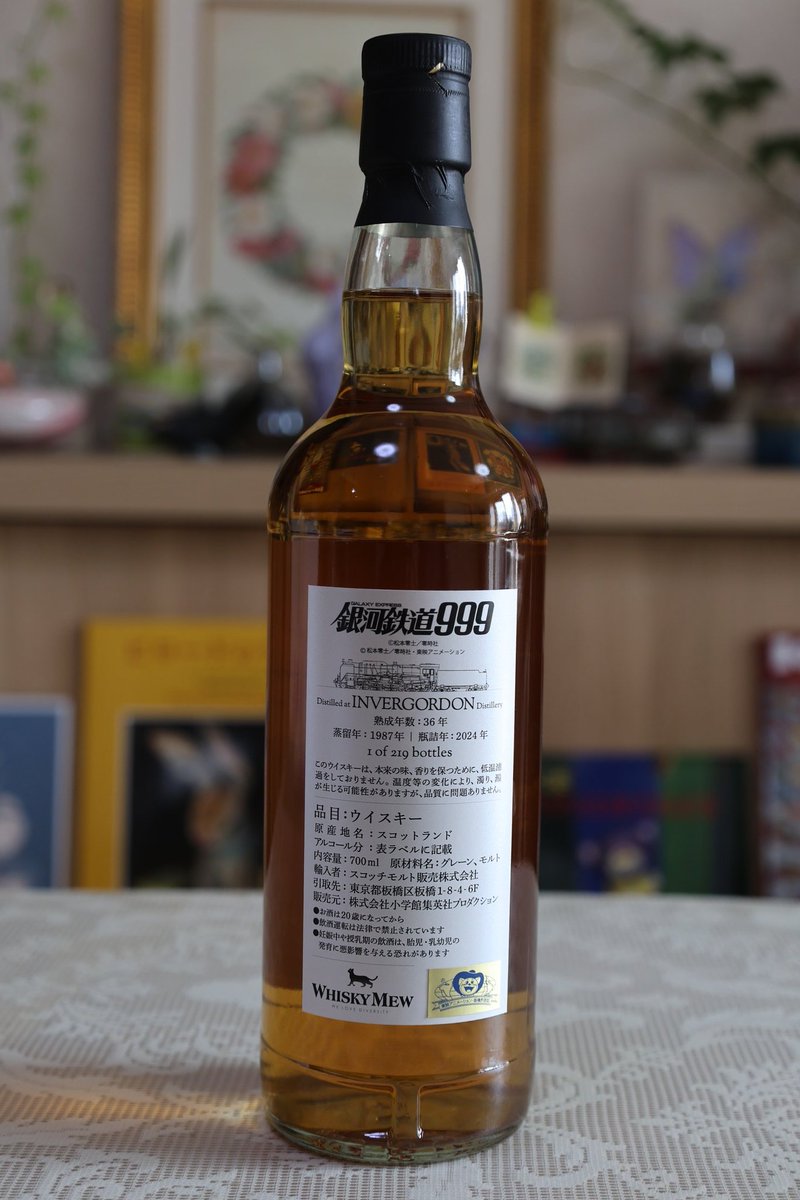 GALAXY EXPRESS
銀河鉄道999
©松本零士／零時社
©松本零士／零時社・東映アニメーション
Distilled at INVERGORDON Distillery
熟成年数：36年
蒸留年：1987年｜瓶詰年：2024年
1 of 219 bottles
このウイスキーは、本来の味、香りを保つために、低温濾
過をしておりません。温度等の変化により、濁り、澱
が生じる可能性がありますが、品質に問題ありません。
品目：ウイスキー
原産地名：スコットランド
アルコール分：表ラベルに記載
内容量：700ml 原材料名：グレーン、モルト
輸入者：スコッチモルト販売株式会社
引取先：東京都板橋区板橋1-8-4-6F
販売元：株式会社小学館集英社プロダクション
●お酒は20歳になってから
●飲酒運転は法律で禁止されています
●妊娠中や授乳期の飲酒は、胎児・乳幼児の
発育に悪影響を与える恐れがあります
WHISKY MEW
WE LOVE DIVERSITY